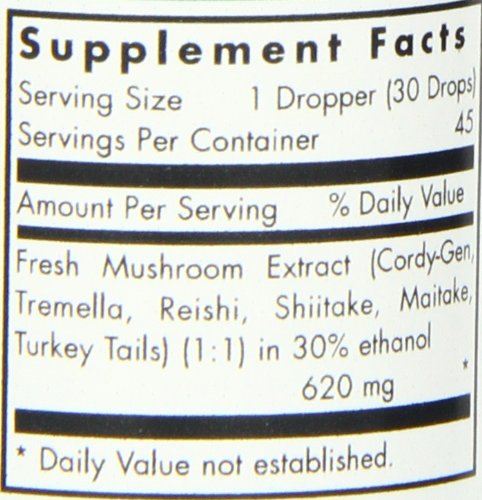 Supplement Facts
Serving Size 1 Dropper (30 Drops)
Servings Per Container 45
Amount Per Serving % Daily Value
Fresh Mushroom Extract (Cordy-Gen,
Tremella, Reishi, Shiitake, Maitake,
Turkey Tails) (1:1) in 30% ethanol
620 mg *
* Daily Value not established.